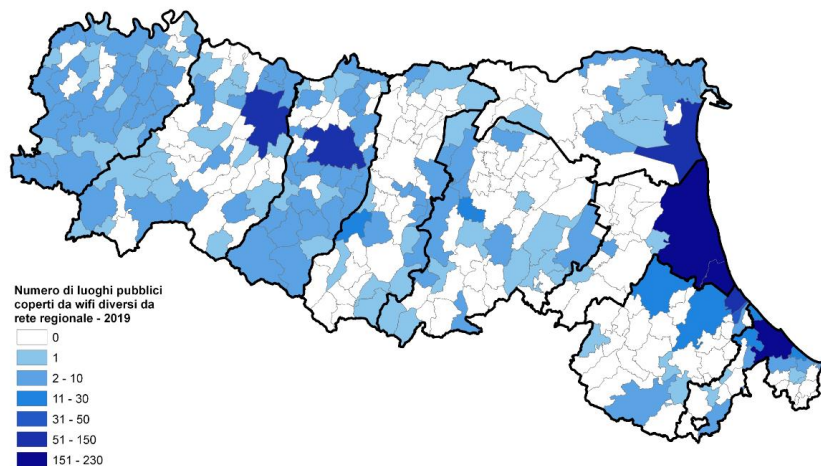 Numero di luoghi pubblici
coperti da wifi diversi da
rete regionale - 2019
0
1
2 - 10
11 - 30
31 - 50
51 - 150
151 - 230